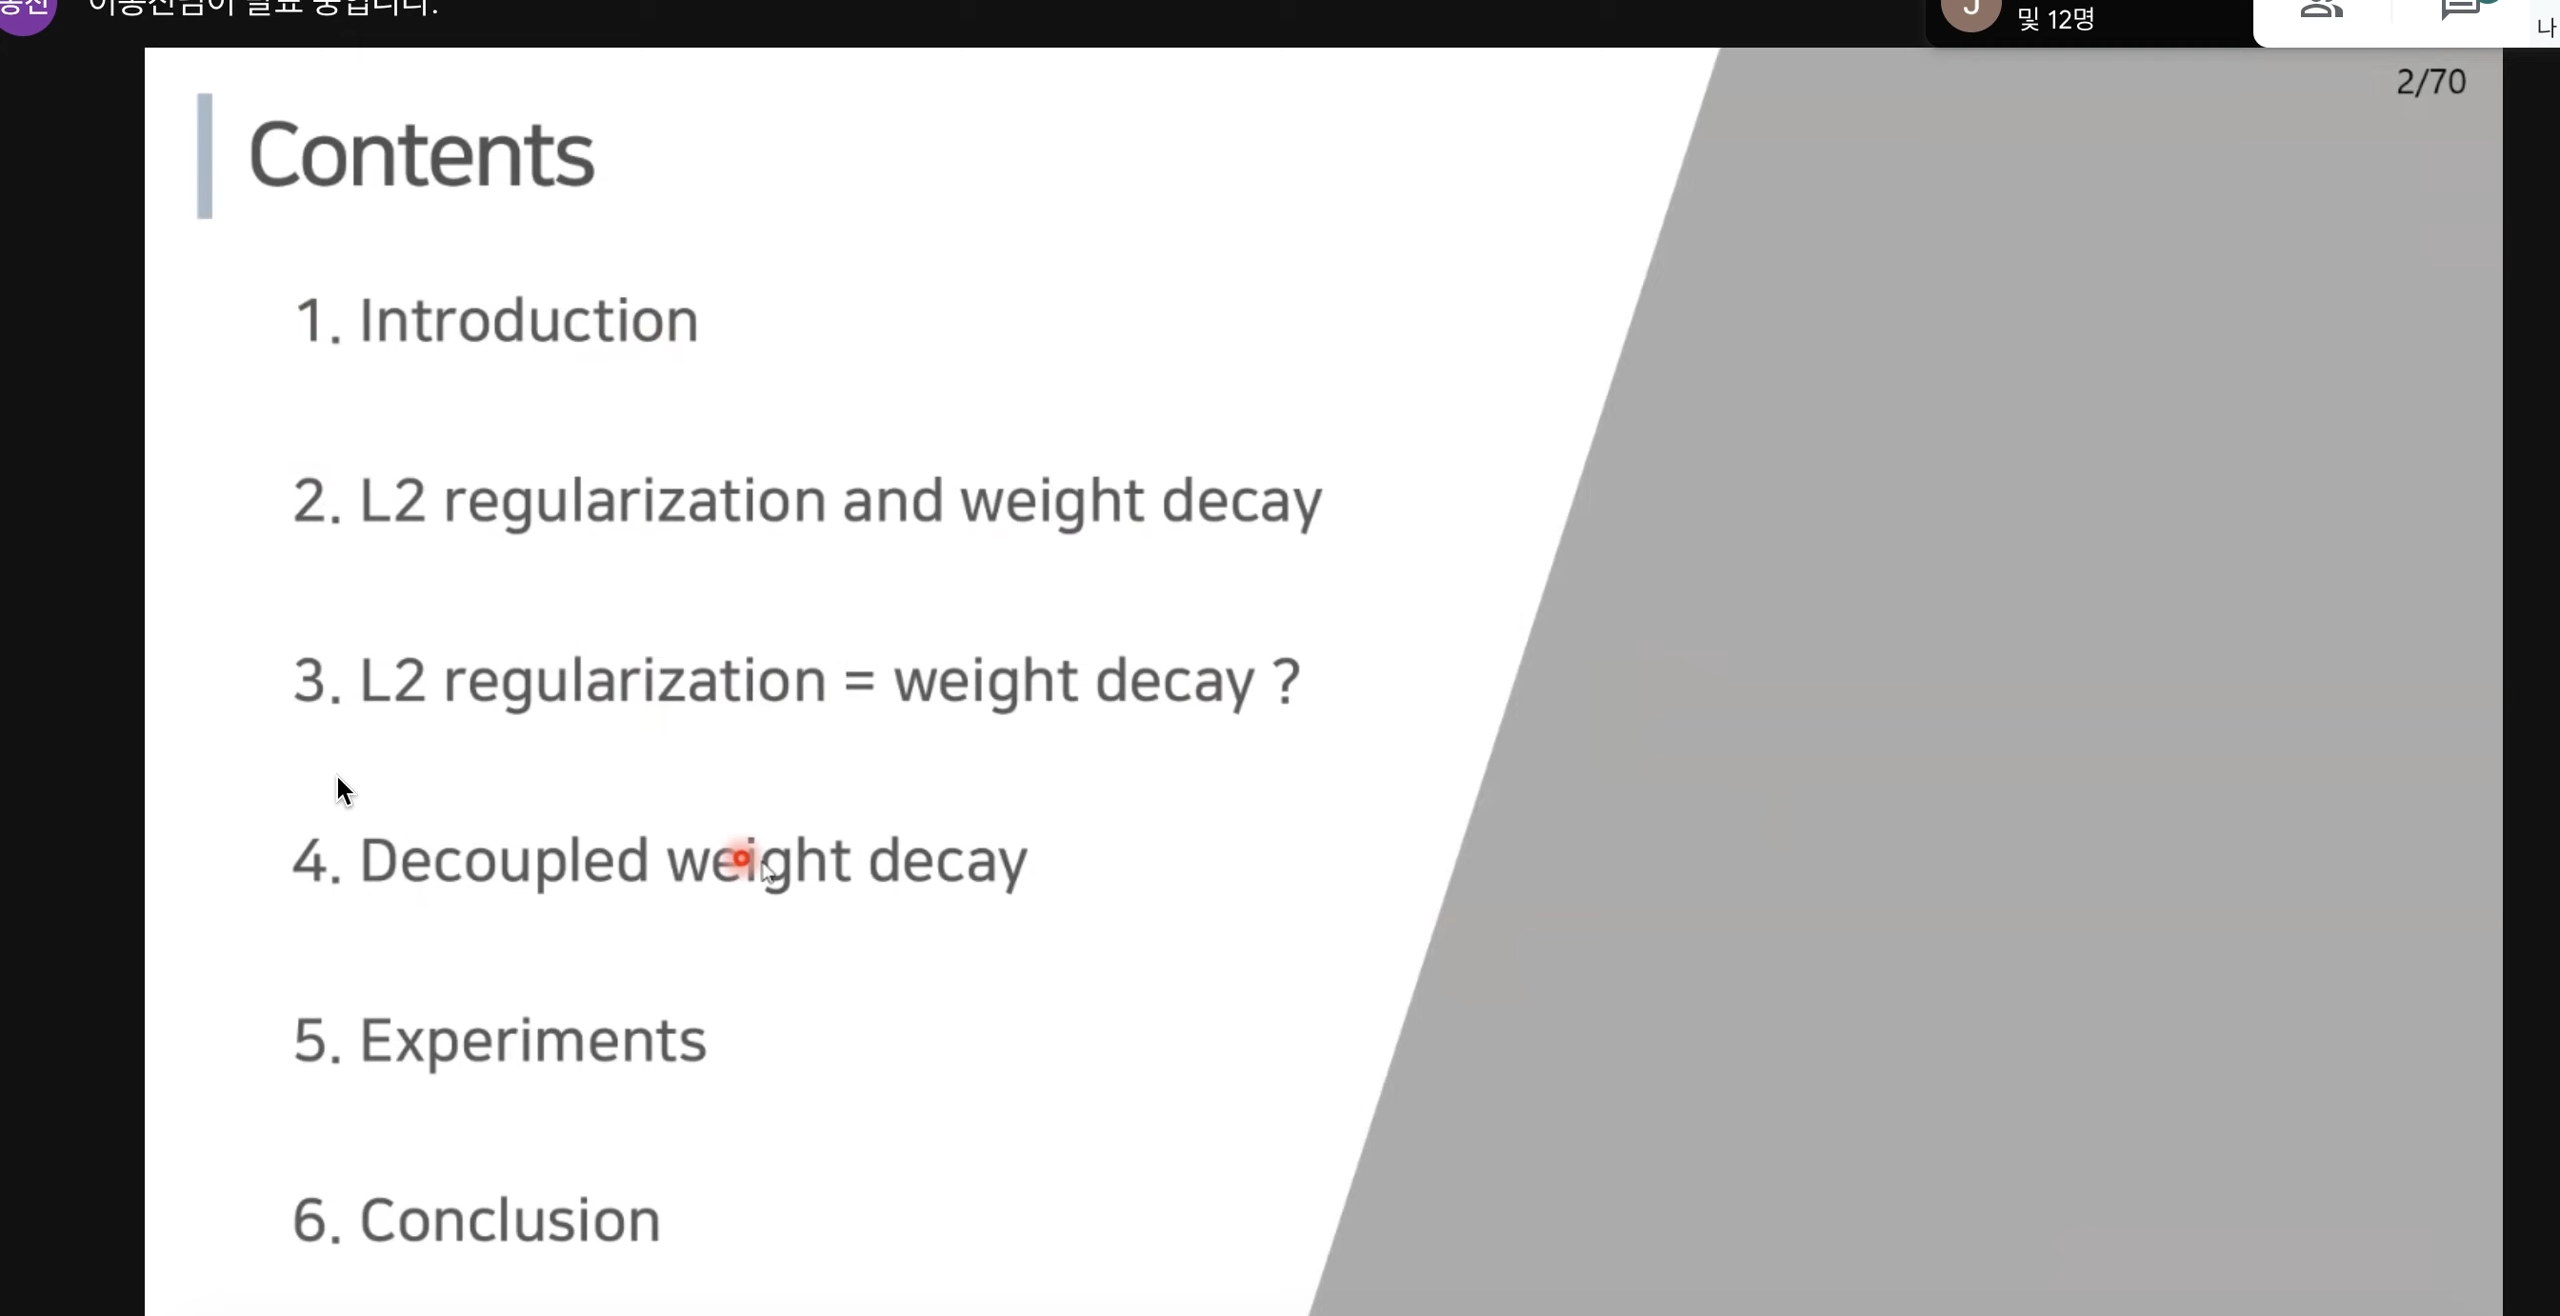 및 12명
나
2/70
Contents
1. Introduction
2. L2 regularization and weight decay
3. L2 regularization = weight decay ?
4. Decoupled weight decay
5. Experiments
6. Conclusion